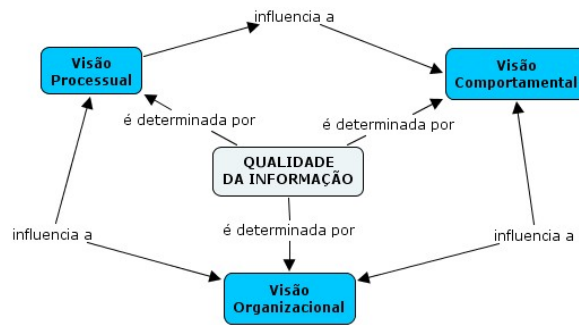 influencia a
Visão
Processual
Visão
Comportamental
é determinada por
é determinada por
QUALIDADE
DA INFORMAÇÃO
influencia a
é determinada por
influencia a
Visão
Organizacional